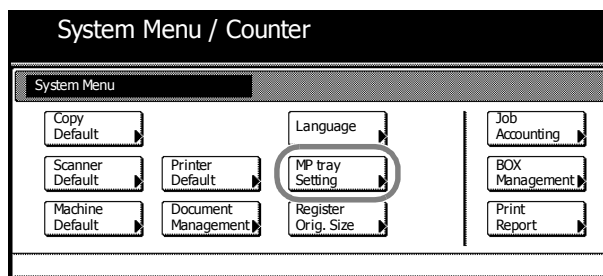 System Menu / Counter
System Menu
Copy
Default
Language
Job
Accounting
Scanner
Default
Printer
Default
MP tray
Setting
BOX
Management
Machine
Default
Document
Management
Register
Orig. Size
Print
Report